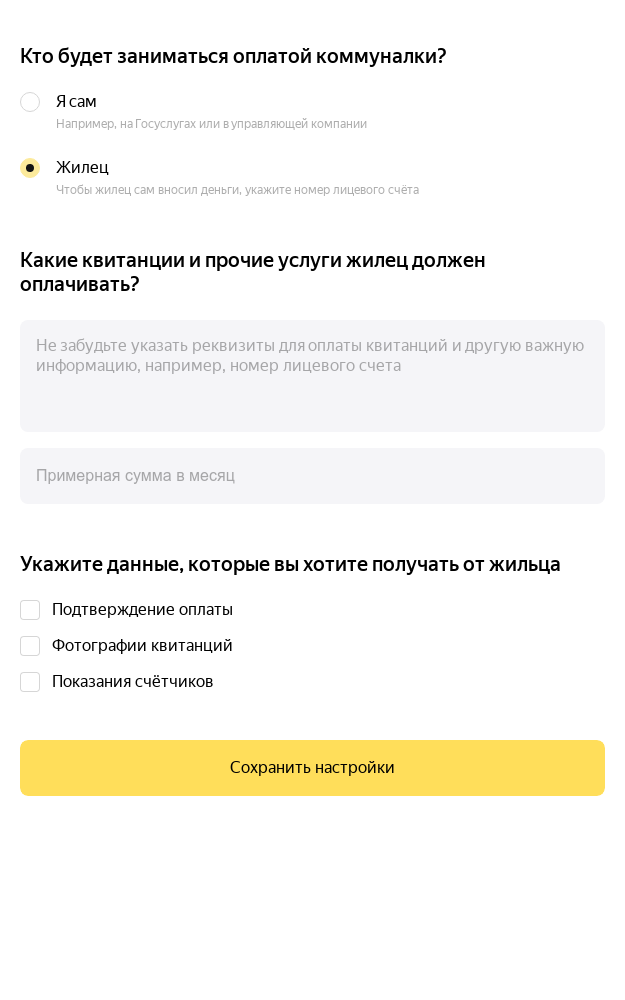 Кто будет заниматься оплатой коммуналки?
Я сам
Например, на Госуслугах или в управляющей компании
Жилец
Чтобы жилец сам вносил деньги, укажите номер лицевого счёта
Какие квитанции и прочие услуги жилец должен
оплачивать?
Не забудьте указать реквизиты для оплаты квитанций и другую важную
информацию, например, номер лицевого счета
Примерная сумма в месяц
Укажите данные, которые вы хотите получать от жильца
Подтверждение оплаты
Фотографии квитанций
Показания счётчиков
Сохранить настройки